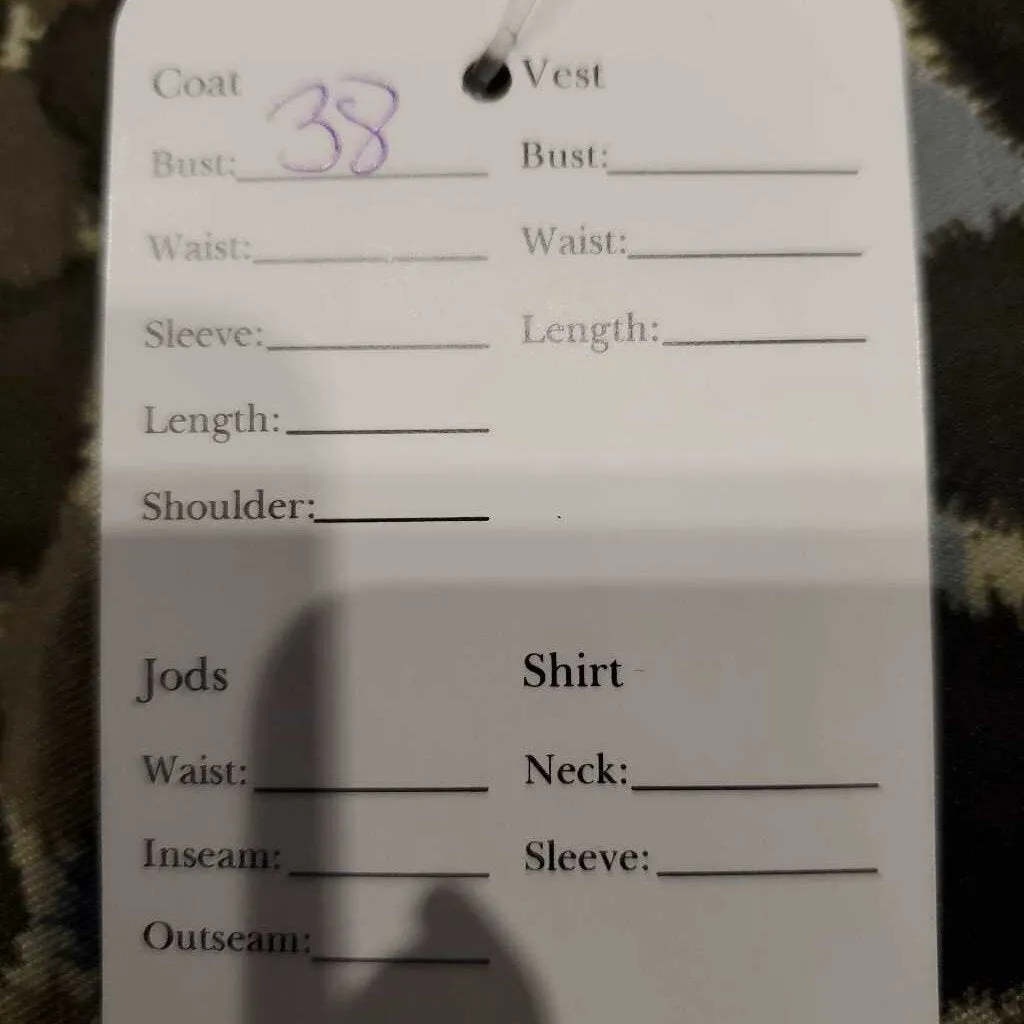 Coat
Bust: 38
Waist:
Sleeve:
Length:
Shoulder:
Vest
Bust:
Waist:
Length:
Jods
Waist:
Inseam:
Outseam:
Shirt
Neck:
Sleeve: